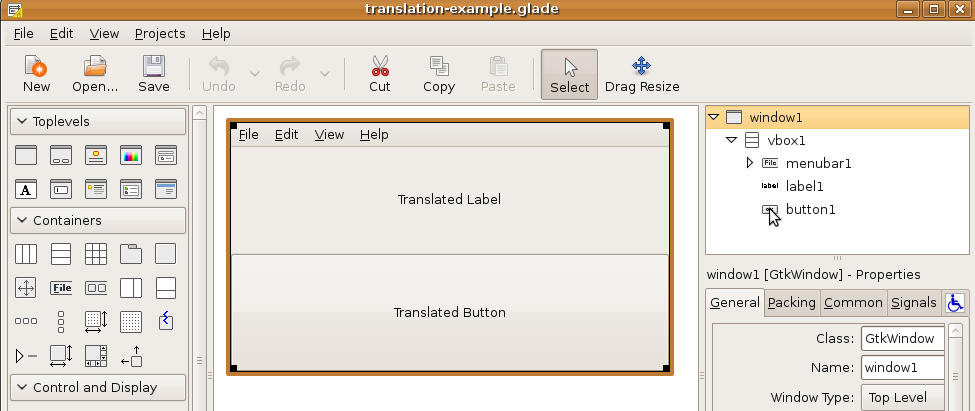 translation-example.glade
File Edit View Projects Help
New Open... Save Undo Redo Cut Copy Paste Select Drag Resize
Toplevels
Containers
File
Control and Display
File Edit View Help
Translated Label
Translated Button
window1
vbox1
File menubar1
label label1
button1
window1 [GtkWindow] - Properties
General Packing Common Signals
Class: GtkWindow
Name: window1
Window Type: Top Level